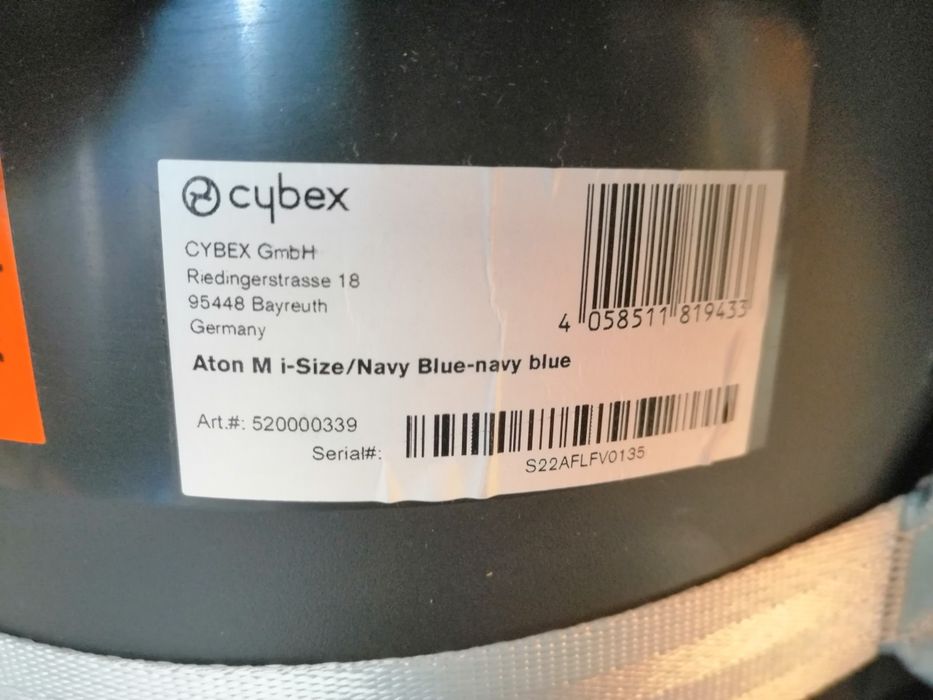 cybex
CYBEX GmbH
Riedingerstrasse 18
95448 Bayreuth
Germany
4 058511 819433
Aton M i-Size/Navy Blue-navy blue
Art.#: 520000339
Serial#:
S22AFLFV0135